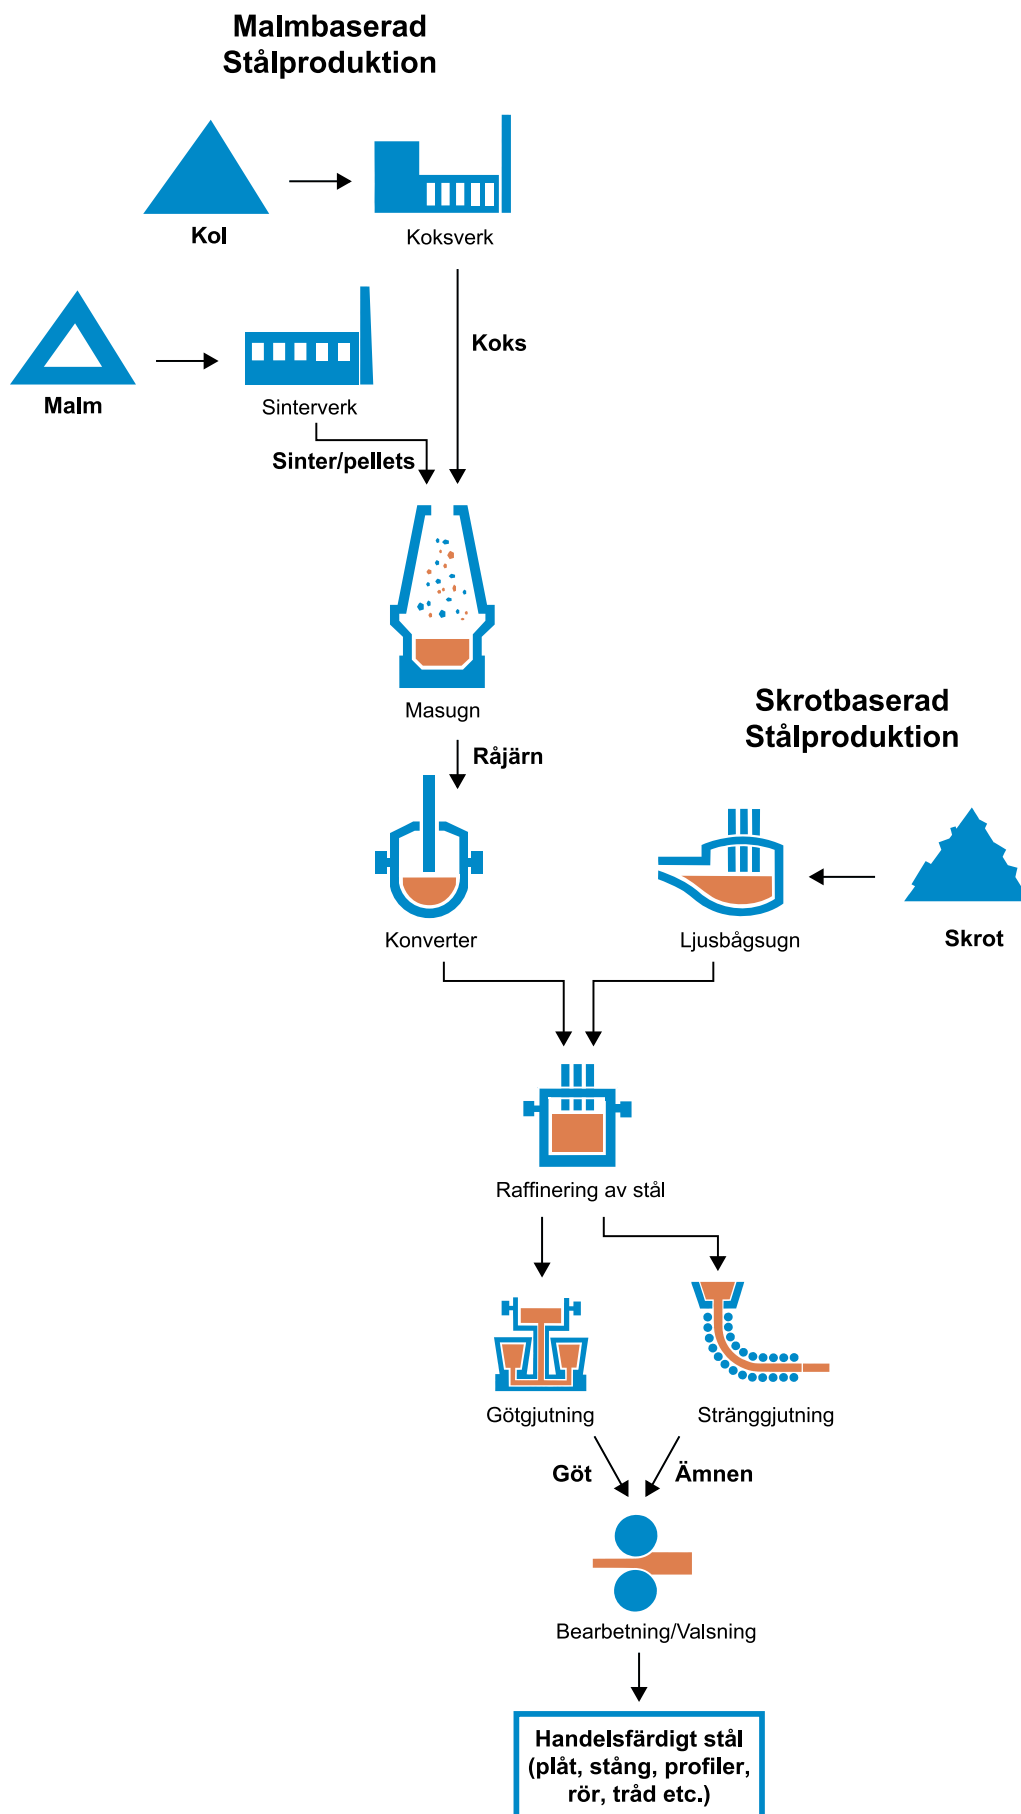 Malmbaserad
Stålproduktion
Kol
Koksverk
Koks
Malm
Sinterverk
Sinter/pellets
Masugn
Råjärn
Skrotbaserad
Stålproduktion
Konverter
Ljusbågsugn
Skrot
Raffinering av stål
Götgjutning
Stränggjutning
Göt
Ämnen
Bearbetning/Valsning
Handelsfärdigt stål
(plåt, stång, profiler,
rör, tråd etc.)